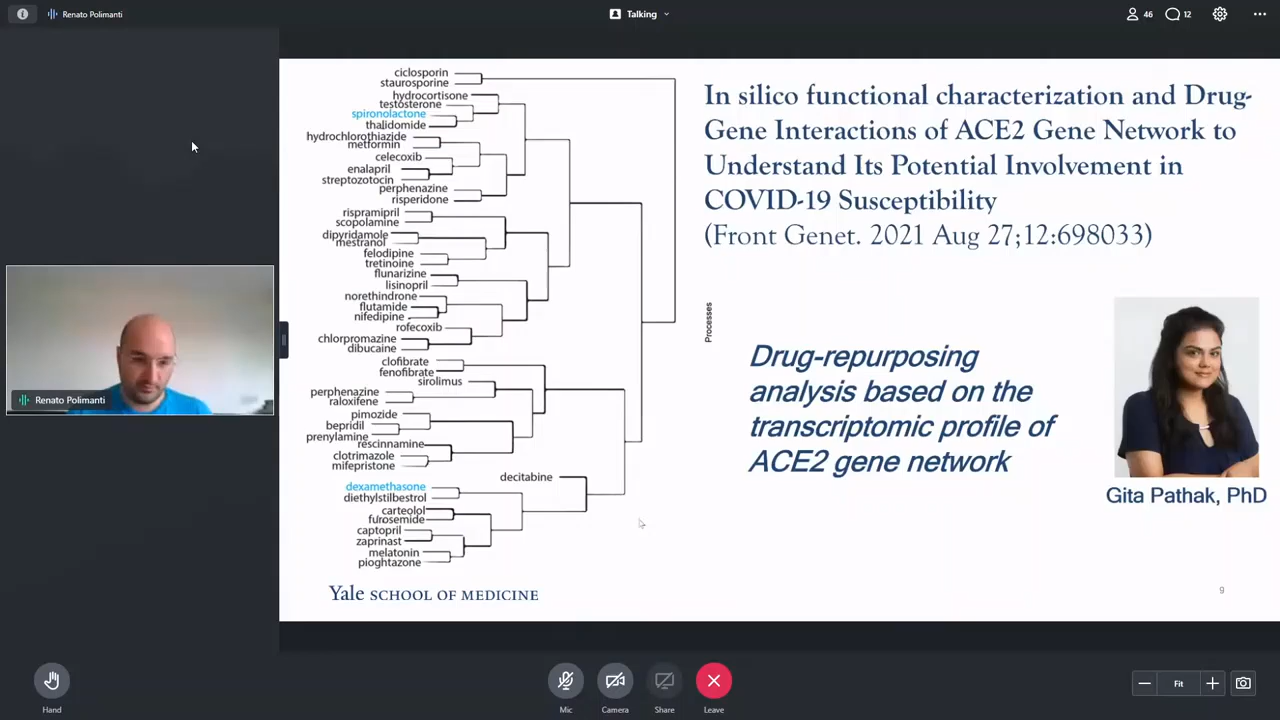 Renato Polimanti
Talking
46
12
ciclosporin
staurosporine
hydrocortisone
testosterone
spironolactone
thalidomide
hydrochlorothiazide
metformin
celecoxib
enalapril
streptozotocin
perphenazine
risperidone
rispramipril
scopolamine
dipyridamole
mestranol
felodipine
tretinoine
flunarizine
lisinopril
norethindrone
flutamide
nifedipine
rofecoxib
chlorpromazine
dibucaine
clofibrate
fenofibrate
sirolimus
perphenazine
raloxifene
pimozide
bepridil
prenylamine
rescinnamine
clotrimazole
mifepristone
decitabine
dexamethasone
diethylstilbestrol
carteolol
furosemide
captopril
zaprinast
melatonin
pioghtazone
In silico functional characterization and Drug-
Gene Interactions of ACE2 Gene Network to
Understand Its Potential Involvement in
COVID-19 Susceptibility
(Front Genet. 2021 Aug 27;12:698033)
Processes
Drug-repurposing
analysis based on the
transcriptomic profile of
ACE2 gene network
Gita Pathak, PhD
Yale SCHOOL OF MEDICINE
9
Renato Polimanti
Hand
Mic
Camera
Share
Leave
Fit